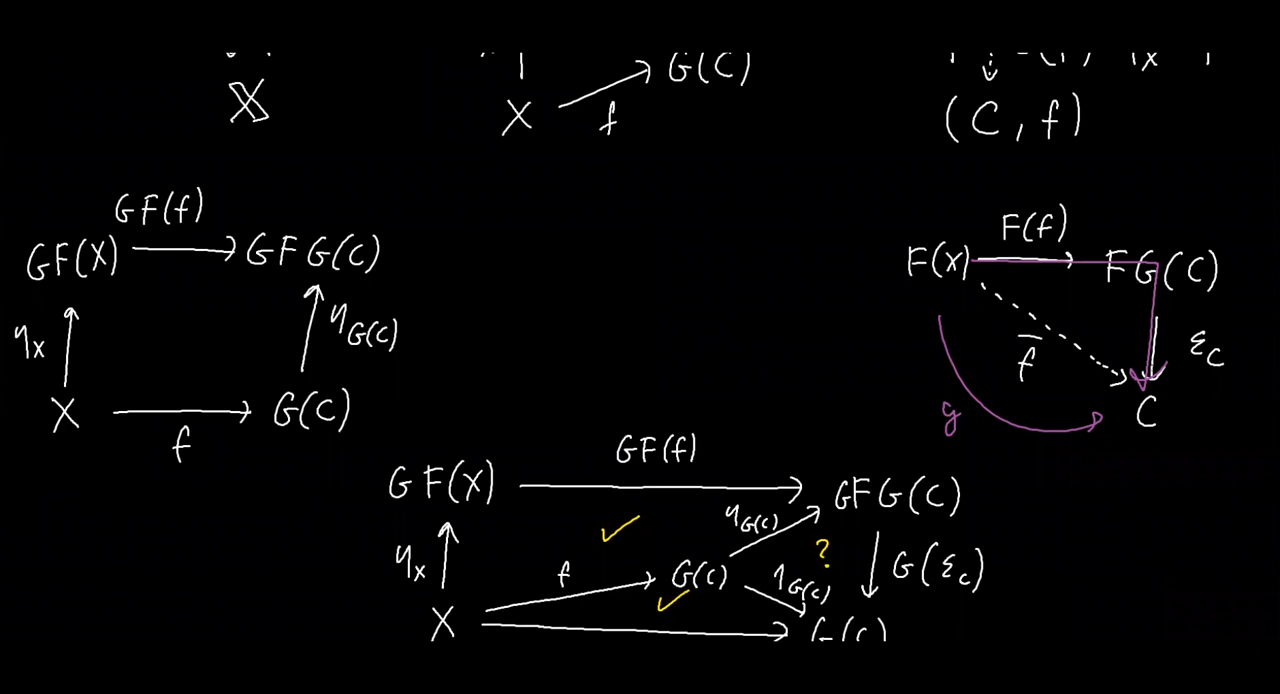 G(C)
X
X
f
(C, f)
GF(f)
F(f)
GF(X)
GFG(C)
F(X)
FG(C)
η_X
η_G(C)
f̄
ε_C
X
G(C)
C
f
g
GF(f)
GF(X)
GFG(C)
η_G(C)
η_X
f
G(C)
?
1_G(C)
G(ε_C)
X